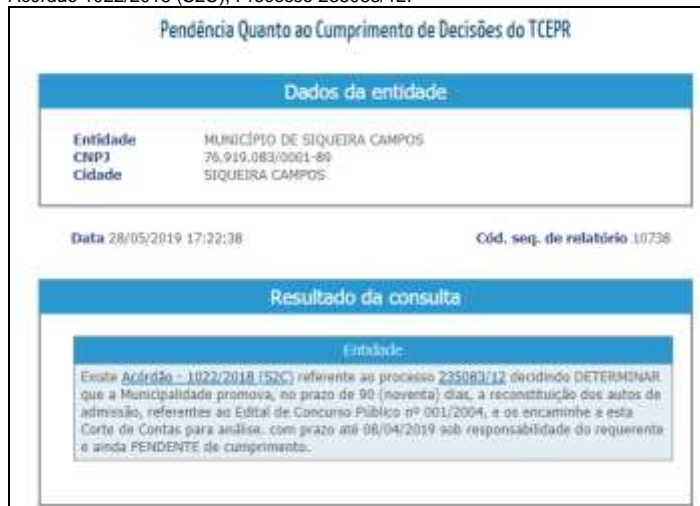 Acórdão 1022/2018 (S2C), Processo 235083/12.
Pendência Quanto ao Cumprimento de Decisões do TCEPR
Dados da entidade
Entidade MUNICÍPIO DE SIQUEIRA CAMPOS
CNPJ 76.919.083/0001-89
Cidade SIQUEIRA CAMPOS
Data 28/05/2019 17:22:38 Cód. seq. de relatório 10738
Resultado da consulta
Entidade
Existe Acórdão - 1022/2018 (S2C) referente ao processo 235083/12 decidindo DETERMINAR
que a Municipalidade promova, no prazo de 90 (noventa) dias, a reconstituição dos autos de
admissão, referentes ao Edital de Concurso Público nº 001/2004, e os encaminhe a esta
Corte de Contas para análise. com prazo até 08/04/2019 sob responsabilidade do requerente
e ainda PENDENTE de cumprimento.